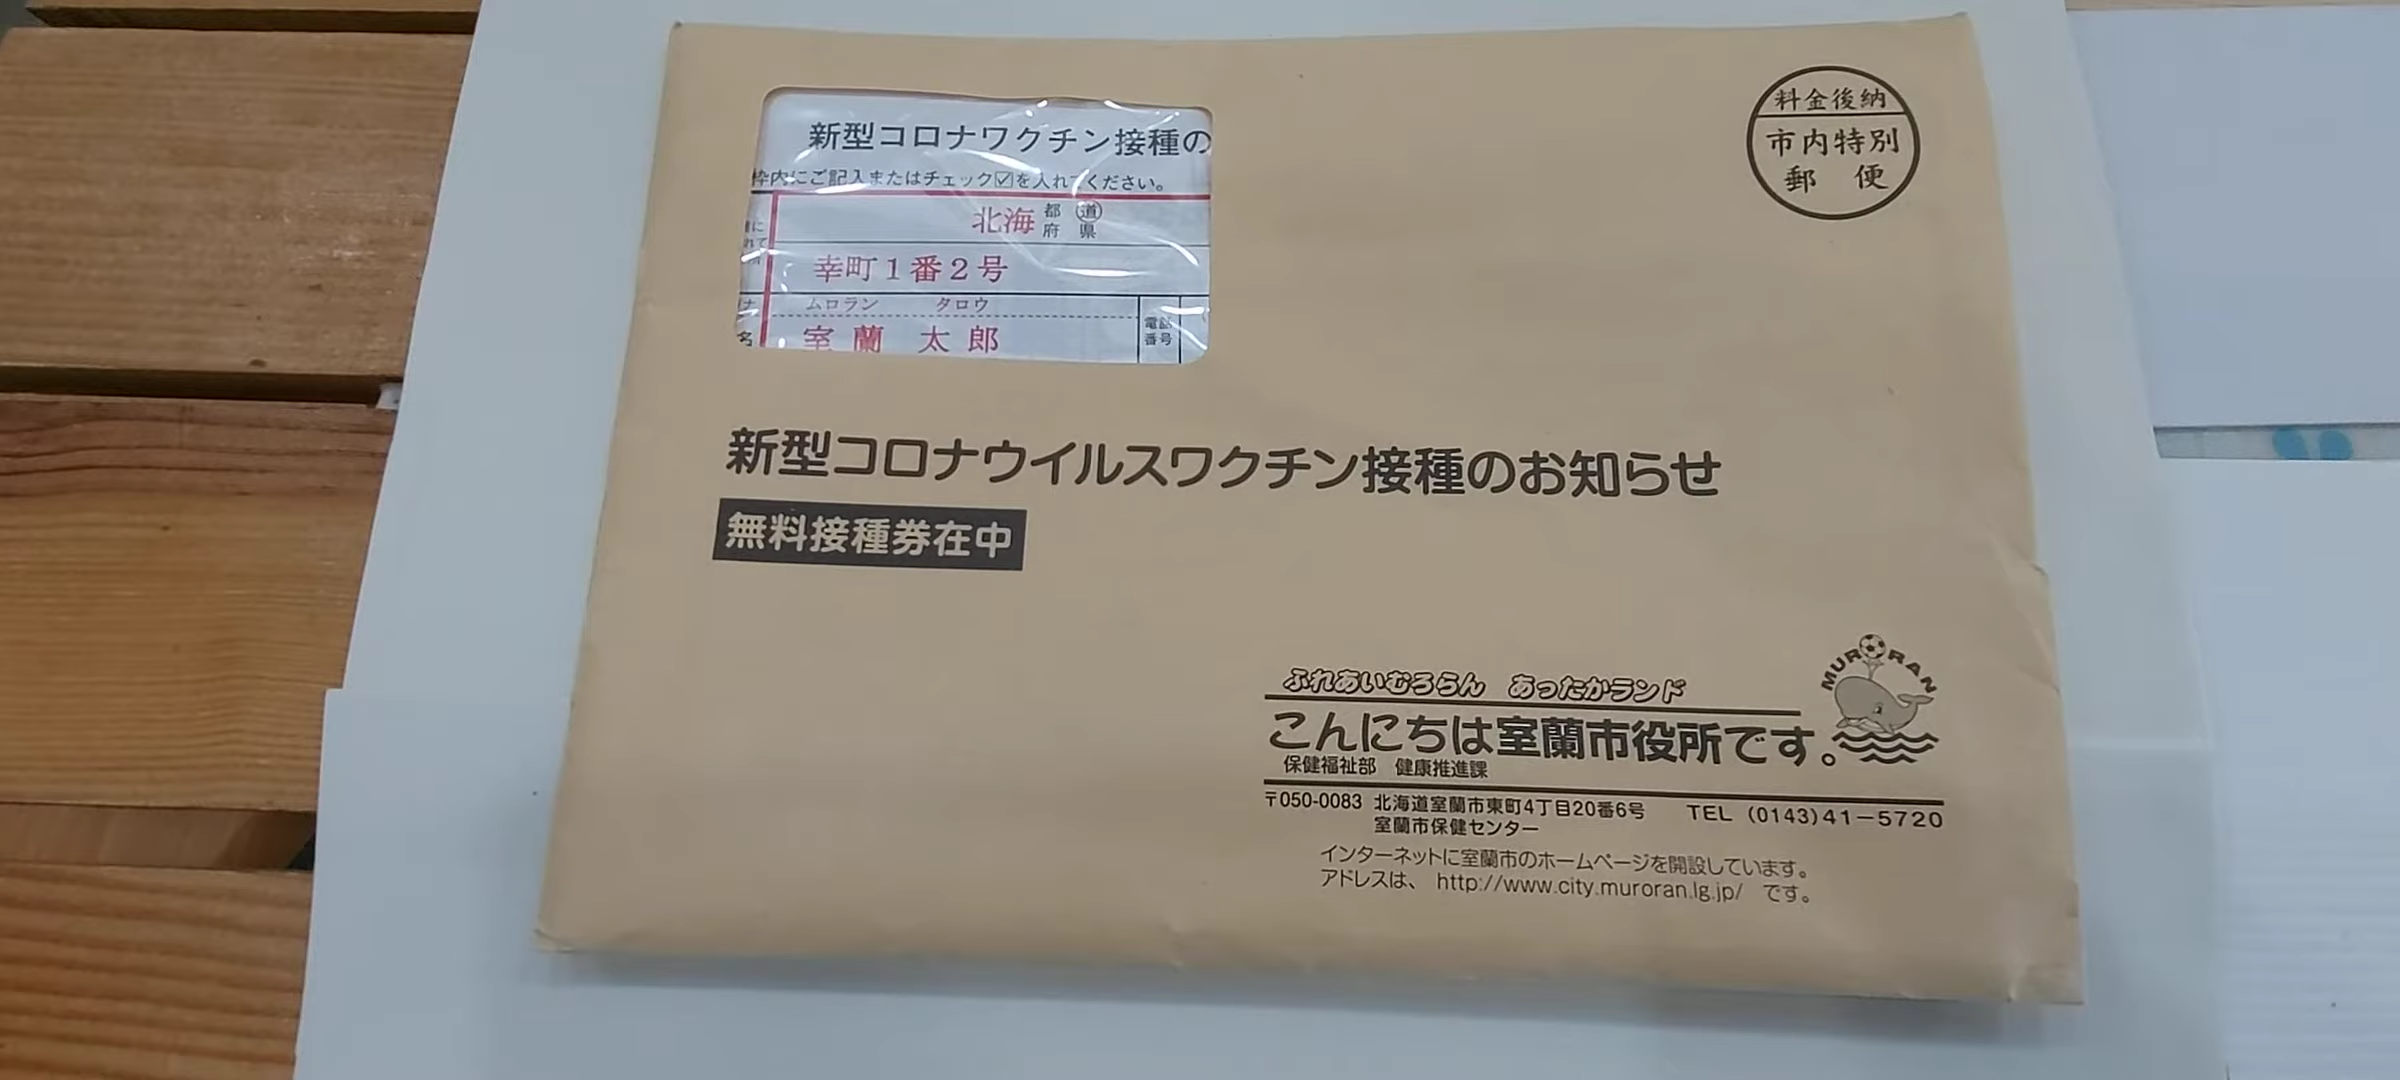 新型コロナワクチン接種の
枠内にご記入またはチェック☑を入れてください。
北海 都 道
府 県
幸町1番2号
ムロラン タロウ
室蘭 太郎
電話
番号
名
料金後納
市内特別
郵 便
新型コロナウイルスワクチン接種のお知らせ
無料接種券在中
MURORAN
ふれあいむろらん あったかランド
こんにちは室蘭市役所です。
保健福祉部 健康推進課
〒050-0083 北海道室蘭市東町4丁目20番6号 TEL (0143)41-5720
室蘭市保健センター
インターネットに室蘭市のホームページを開設しています。
アドレスは、 http://www.city.muroran.lg.jp/ です。